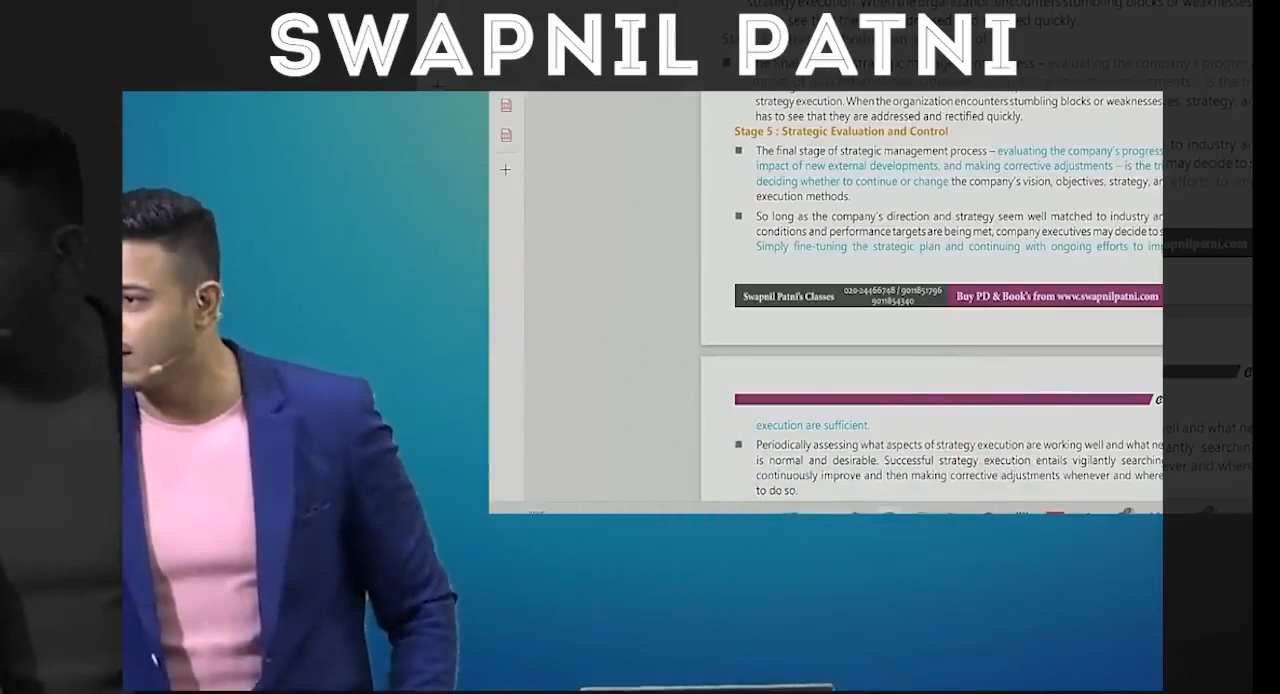 SWAPNIL PATNI
strategy execution. When the organization encounters stumbling blocks or weaknesses
has to see that they are addressed and rectified quickly.
Stage 5 : Strategic Evaluation and Control
The final stage of strategic management process – evaluating the company's progress
impact of new external developments, and making corrective adjustments – is the tri
deciding whether to continue or change the company's vision, objectives, strategy, an
execution methods.
So long as the company's direction and strategy seem well matched to industry an
conditions and performance targets are being met, company executives may decide to s
Simply fine-tuning the strategic plan and continuing with ongoing efforts to im
Swapnil Patni's Classes
020-24466748 / 9011851796
9011854340
Buy PD & Book's from www.swapnilpatni.com
execution are sufficient.
Periodically assessing what aspects of strategy execution are working well and what ne
is normal and desirable. Successful strategy execution entails vigilantly searching
continuously improve and then making corrective adjustments whenever and where
to do so.